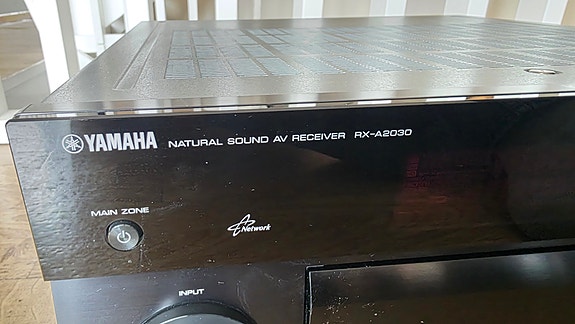 YAMAHA NATURAL SOUND AV RECEIVER RX-A2030
MAIN ZONE
Network
INPUT